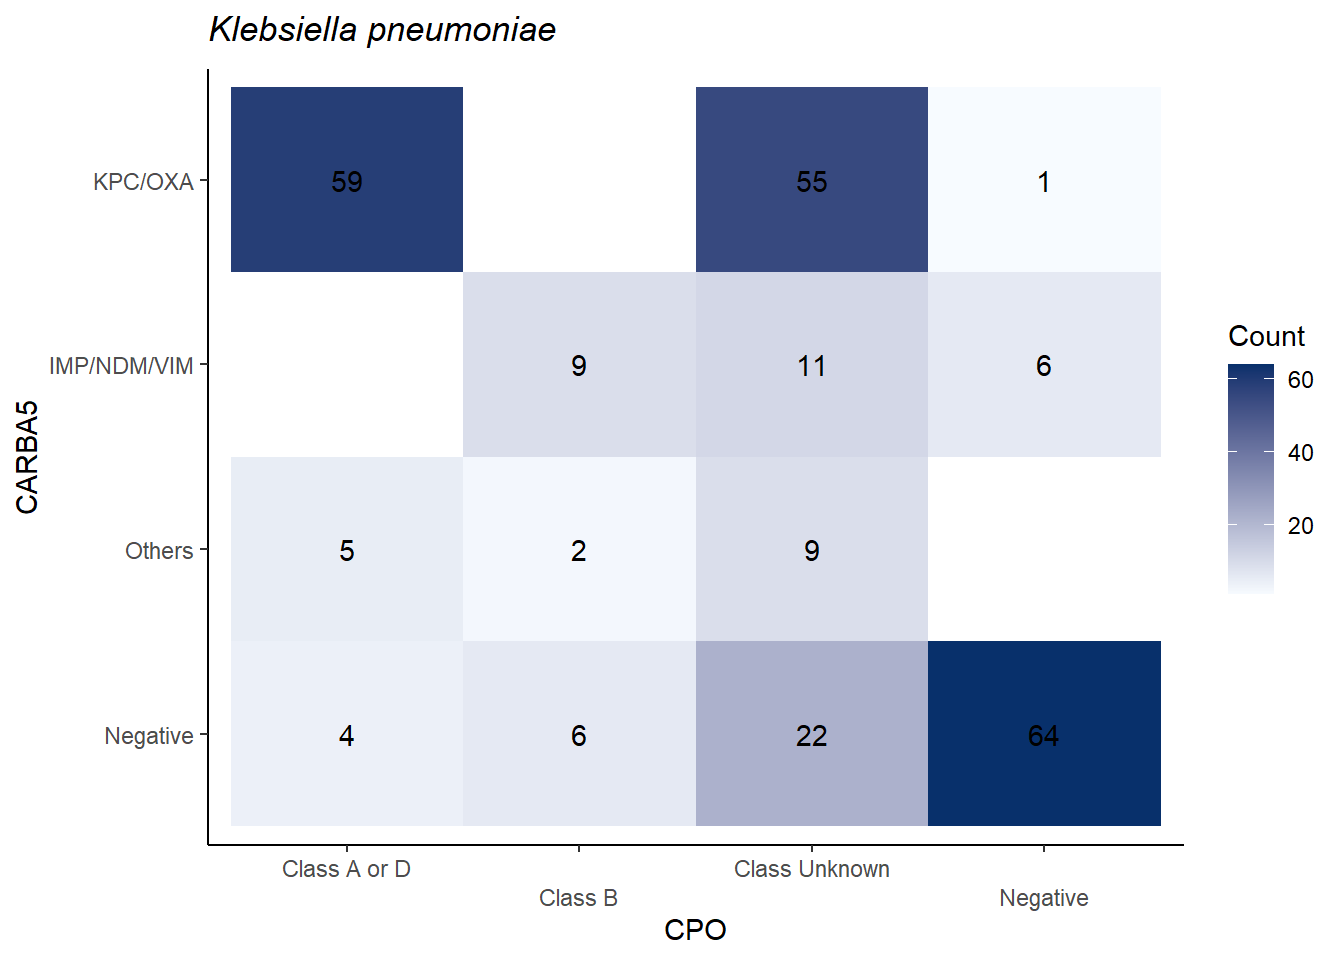 Klebsiella pneumoniae
CARBA5
KPC/OXA
59
55
1
IMP/NDM/VIM
9
11
6
Others
5
2
9
Negative
4
6
22
64
Class A or D
Class B
Class Unknown
Negative
CPO
Count
60
40
20